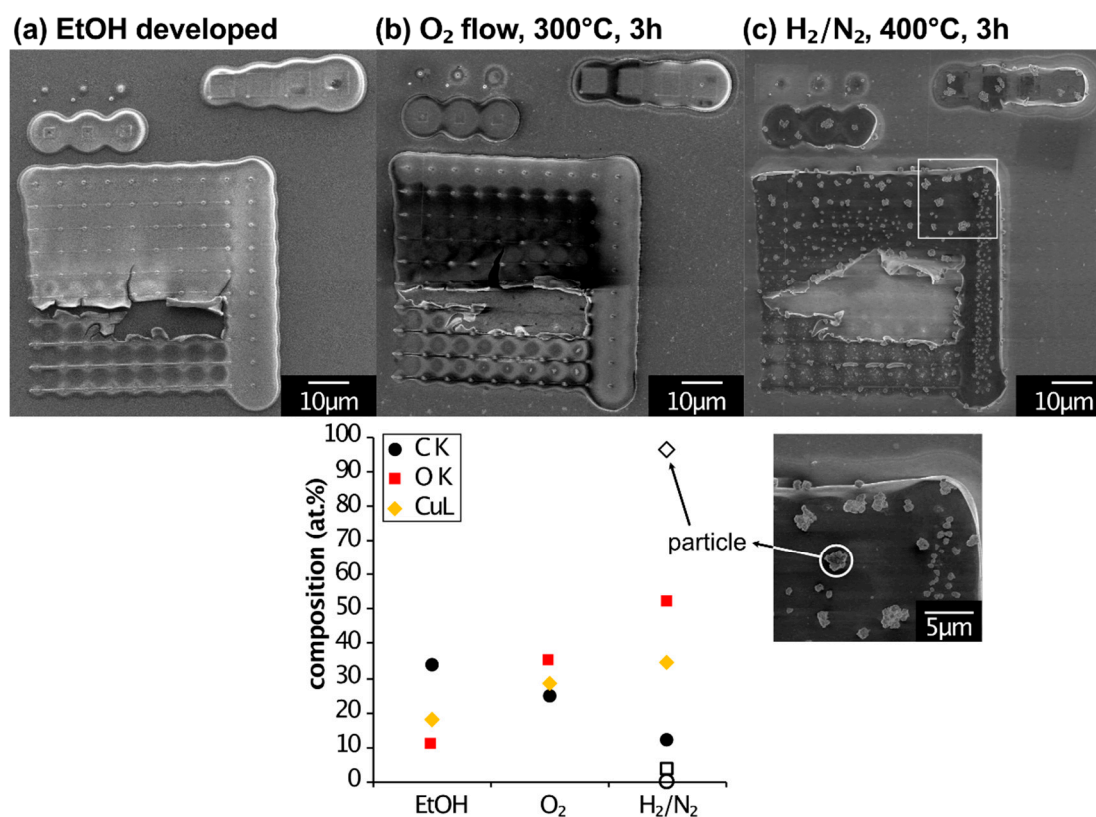 (a) EtOH developed
(b) O₂ flow, 300°C, 3h
(c) H₂/N₂, 400°C, 3h
10µm
10µm
10µm
100
90
80
70
60
50
40
30
20
10
0
composition (at.%)
C K
O K
CuL
particle
5µm
EtOH
O₂
H₂/N₂